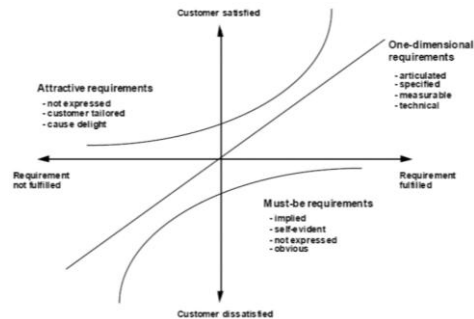 Customer satisfied
One-dimensional
requirements
- articulated
- specified
- measurable
- technical
Attractive requirements
- not expressed
- customer tailored
- cause delight
Requirement
not fulfilled
Requirement
fulfilled
Must-be requirements
- implied
- self-evident
- not expressed
- obvious
Customer dissatisfied